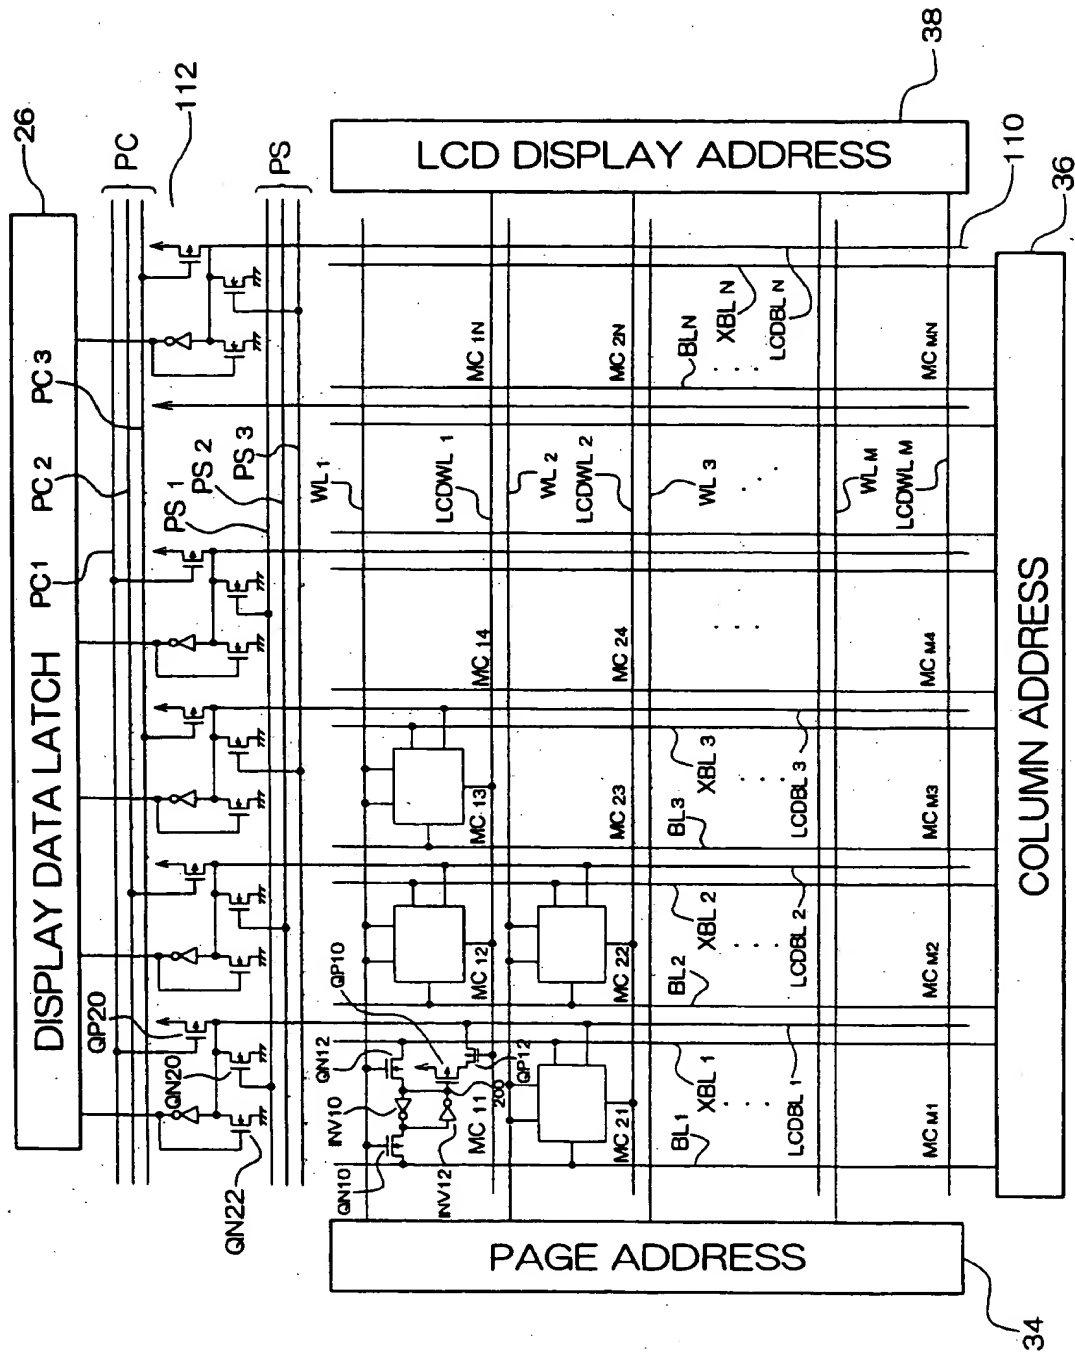 DISPLAY DATA LATCH
26
PC
112
PS
PC1
PC 2
PC 3
PS 1
PS 2
PS 3
QP20
QN20
QN22
LCD DISPLAY ADDRESS
38
110
36
COLUMN ADDRESS
PAGE ADDRESS
34
WL 1
LCDWL 1
WL 2
LCDWL 2
WL 3
WL M
LCDWL M
QN10
INV10
QN12
QP10
INV12
MC 11
200
QP12
MC 12
MC 13
MC 14
MC 1N
MC 21
MC 22
MC 23
MC 24
MC 2N
BL1
XBL 1
LCDBL 1
BL2
XBL 2
LCDBL 2
BL3
XBL 3
LCDBL 3
BLN
XBL N
LCDBL N
MC M1
MC M2
MC M3
MC M4
MC MN